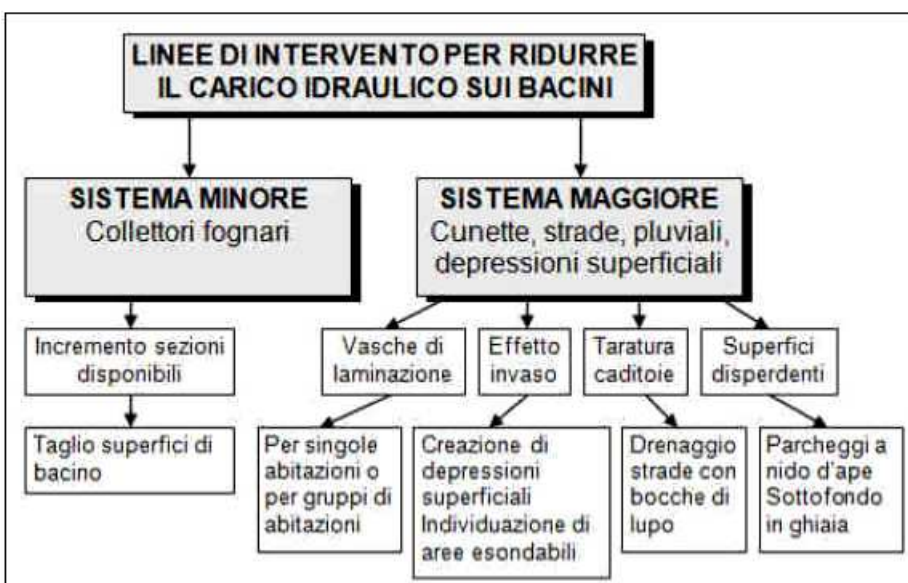 LINEE DI INTERVENTO PER RIDURRE
IL CARICO IDRAULICO SUI BACINI
SISTEMA MINORE
Collettori fognari
SISTEMA MAGGIORE
Cunette, strade, pluviali,
depressioni superficiali
Incremento sezioni
disponibili
Vasche di
laminazione
Effetto
invaso
Taratura
caditoie
Superfici
disperdenti
Taglio superfici di
bacino
Per singole
abitazioni o
per gruppi di
abitazioni
Creazione di
depressioni
superficiali
Individuazione di
aree esondabili
Drenaggio
strade con
bocche di
lupo
Parcheggi a
nido d'ape
Sottofondo
in ghiaia